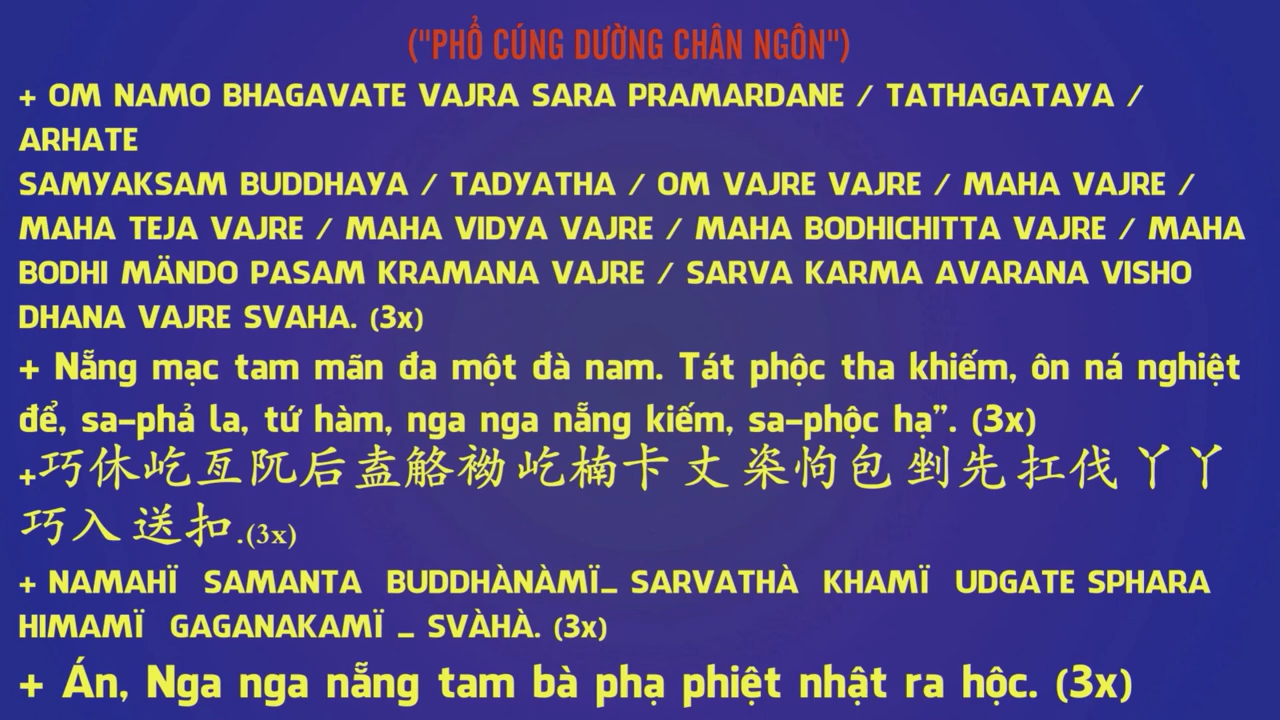 ("PHỔ CÚNG DƯỜNG CHÂN NGÔN")
+ OM NAMO BHAGAVATE VAJRA SARA PRAMARDANE / TATHAGATAYA /
ARHATE
SAMYAKSAM BUDDHAYA / TADYATHA / OM VAJRE VAJRE / MAHA VAJRE /
MAHA TEJA VAJRE / MAHA VIDYA VAJRE / MAHA BODHICHITTA VAJRE / MAHA
BODHI MÄNDO PASAM KRAMANA VAJRE / SARVA KARMA AVARANA VISHO
DHANA VAJRE SVAHA. (3x)
+ Nẵng mạc tam mãn đa một đà nam. Tát phộc tha khiếm, ôn ná nghiệt
để, sa-phả la, tứ hàm, nga nga nẵng kiếm, sa-phộc hạ”. (3x)
+巧休屹亙阢后盍觡袎屹楠卡丈粢怐包剉先扛伐丫丫
巧入送扣.(3x)
+ NAMAHÏ SAMANTA BUDDHÀNÀMÏ_ SARVATHÀ KHAMÏ UDGATE SPHARA
HIMAMÏ GAGANAKAMÏ _ SVÀHÀ. (3x)
+ Án, Nga nga nẵng tam bà phạ phiệt nhật ra hộc. (3x)